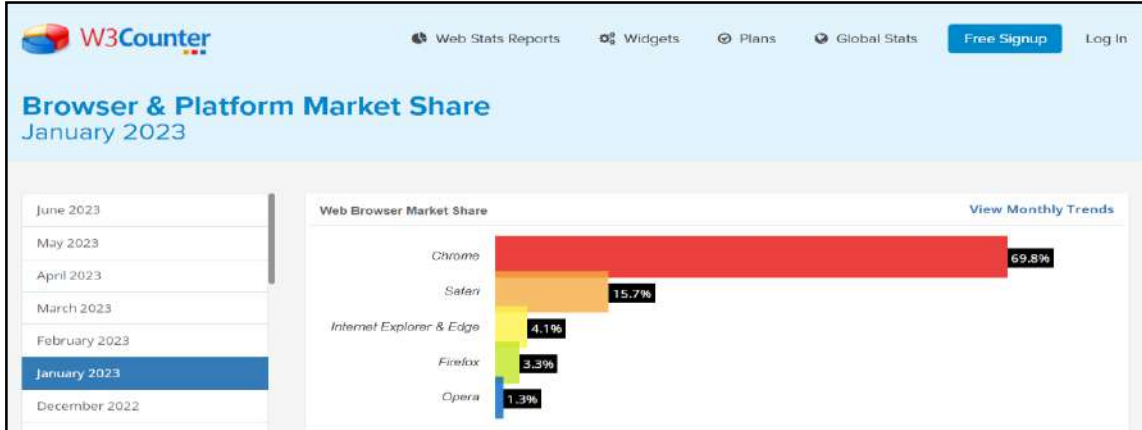 W3Counter
Web Stats Reports
Widgets
Plans
Global Stats
Free Signup
Log In
Browser & Platform Market Share
January 2023
June 2023
May 2023
April 2023
March 2023
February 2023
January 2023
December 2022
Web Browser Market Share
View Monthly Trends
Chrome
69.8%
Safari
15.7%
Internet Explorer & Edge
4.1%
Firefox
3.3%
Opera
1.3%